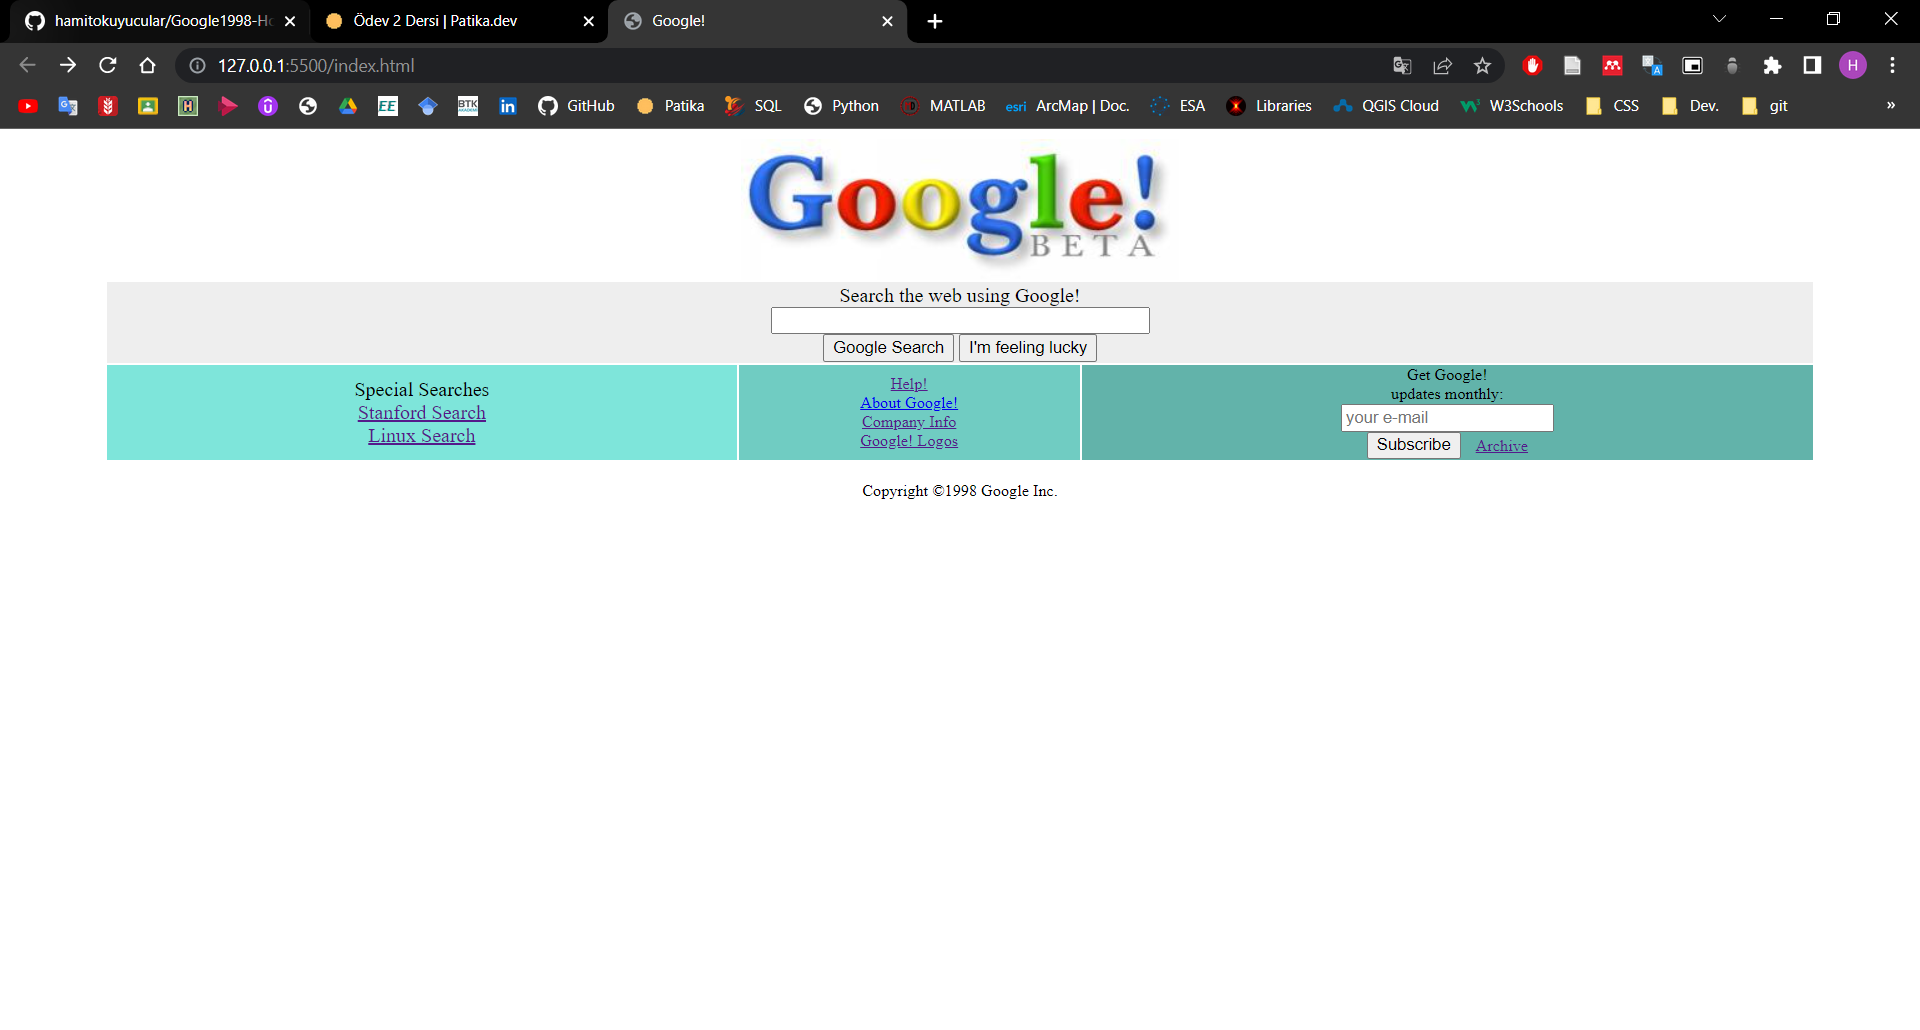 hamitokuyucular/Google1998-Ho
Ödev 2 Dersi | Patika.dev
Google!
127.0.0.1:5500/index.html
H
GitHub Patika SQL Python MATLAB ArcMap | Doc. ESA Libraries QGIS Cloud W3Schools CSS Dev. git »
Google!
BETA
Search the web using Google!
Google Search I'm feeling lucky
Special Searches
Stanford Search
Linux Search
Help!
About Google!
Company Info
Google! Logos
Get Google!
updates monthly:
your e-mail
Subscribe Archive
Copyright ©1998 Google Inc.